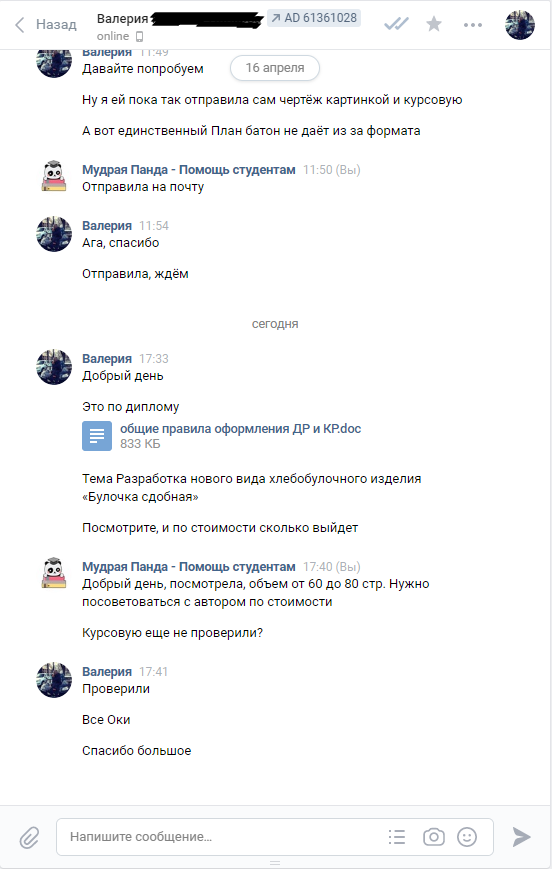 Назад
Валерия
AD 61361028
online
Валерия 11:49
Давайте попробуем
16 апреля
Ну я ей пока так отправила сам чертёж картинкой и курсовую
А вот единственный План батон не даёт из за формата
Мудрая Панда - Помощь студентам 11:50 (Вы)
Отправила на почту
Валерия 11:54
Ага, спасибо
Отправила, ждём
сегодня
Валерия 17:33
Добрый день
Это по диплому
общие правила оформления ДР и КР.doc
833 КБ
Тема Разработка нового вида хлебобулочного изделия
«Булочка сдобная»
Посмотрите, и по стоимости сколько выйдет
Мудрая Панда - Помощь студентам 17:40 (Вы)
Добрый день, посмотрела, объем от 60 до 80 стр. Нужно
посоветоваться с автором по стоимости
Курсовую еще не проверили?
Валерия 17:41
Проверили
Все Оки
Спасибо большое
Напишите сообщение...